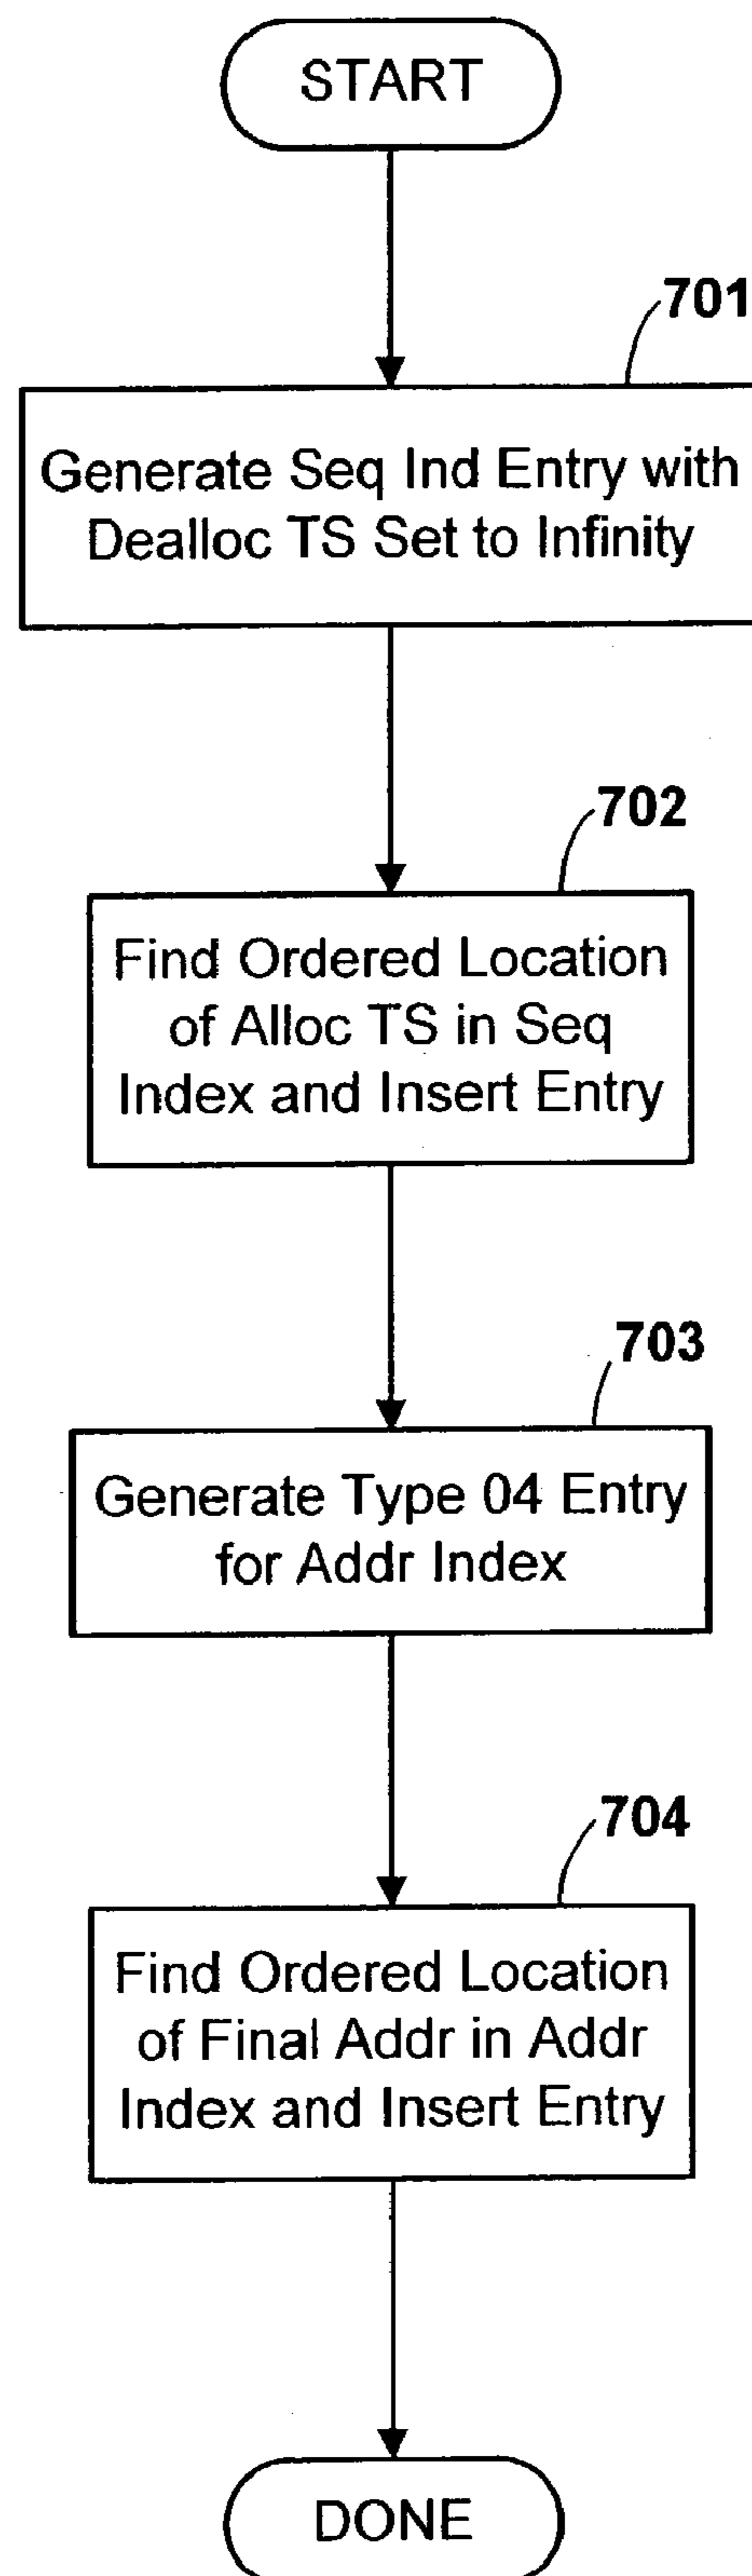 START
701
Generate Seq Ind Entry with
Dealloc TS Set to Infinity
702
Find Ordered Location
of Alloc TS in Seq
Index and Insert Entry
703
Generate Type 04 Entry
for Addr Index
704
Find Ordered Location
of Final Addr in Addr
Index and Insert Entry
DONE